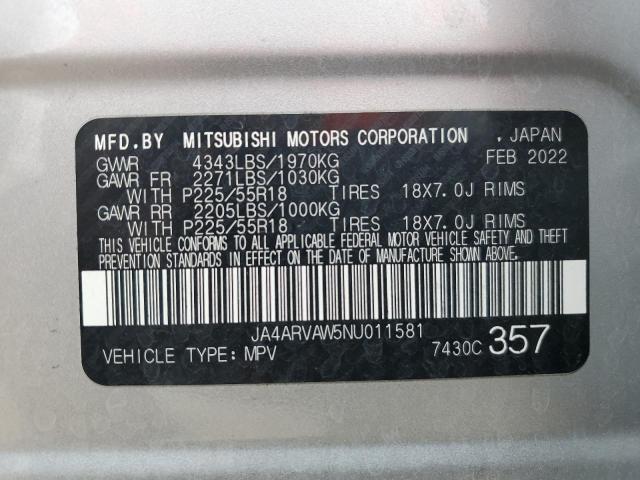 MFD.BY MITSUBISHI MOTORS CORPORATION . JAPAN
GVWR 4343LBS/1970KG FEB 2022
GAWR FR 2271LBS/1030KG
WITH P225/55R18 TIRES 18X7.0J RIMS
GAWR RR 2205LBS/1000KG
WITH P225/55R18 TIRES 18X7.0J RIMS
THIS VEHICLE CONFORMS TO ALL APPLICABLE FEDERAL MOTOR VEHICLE SAFETY AND THEFT
PREVENTION STANDARDS IN EFFECT ON THE DATE OF MANUFACTURE SHOWN ABOVE.
JA4ARVAW5NU011581
VEHICLE TYPE: MPV 7430C 357